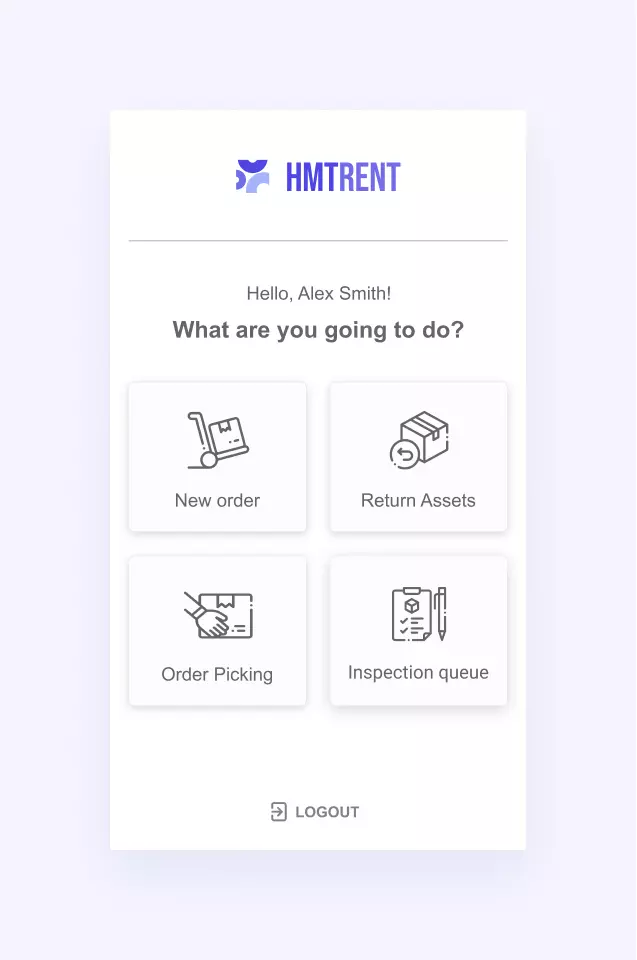 HMTRENT
Hello, Alex Smith!
What are you going to do?
New order
Return Assets
Order Picking
Inspection queue
LOGOUT